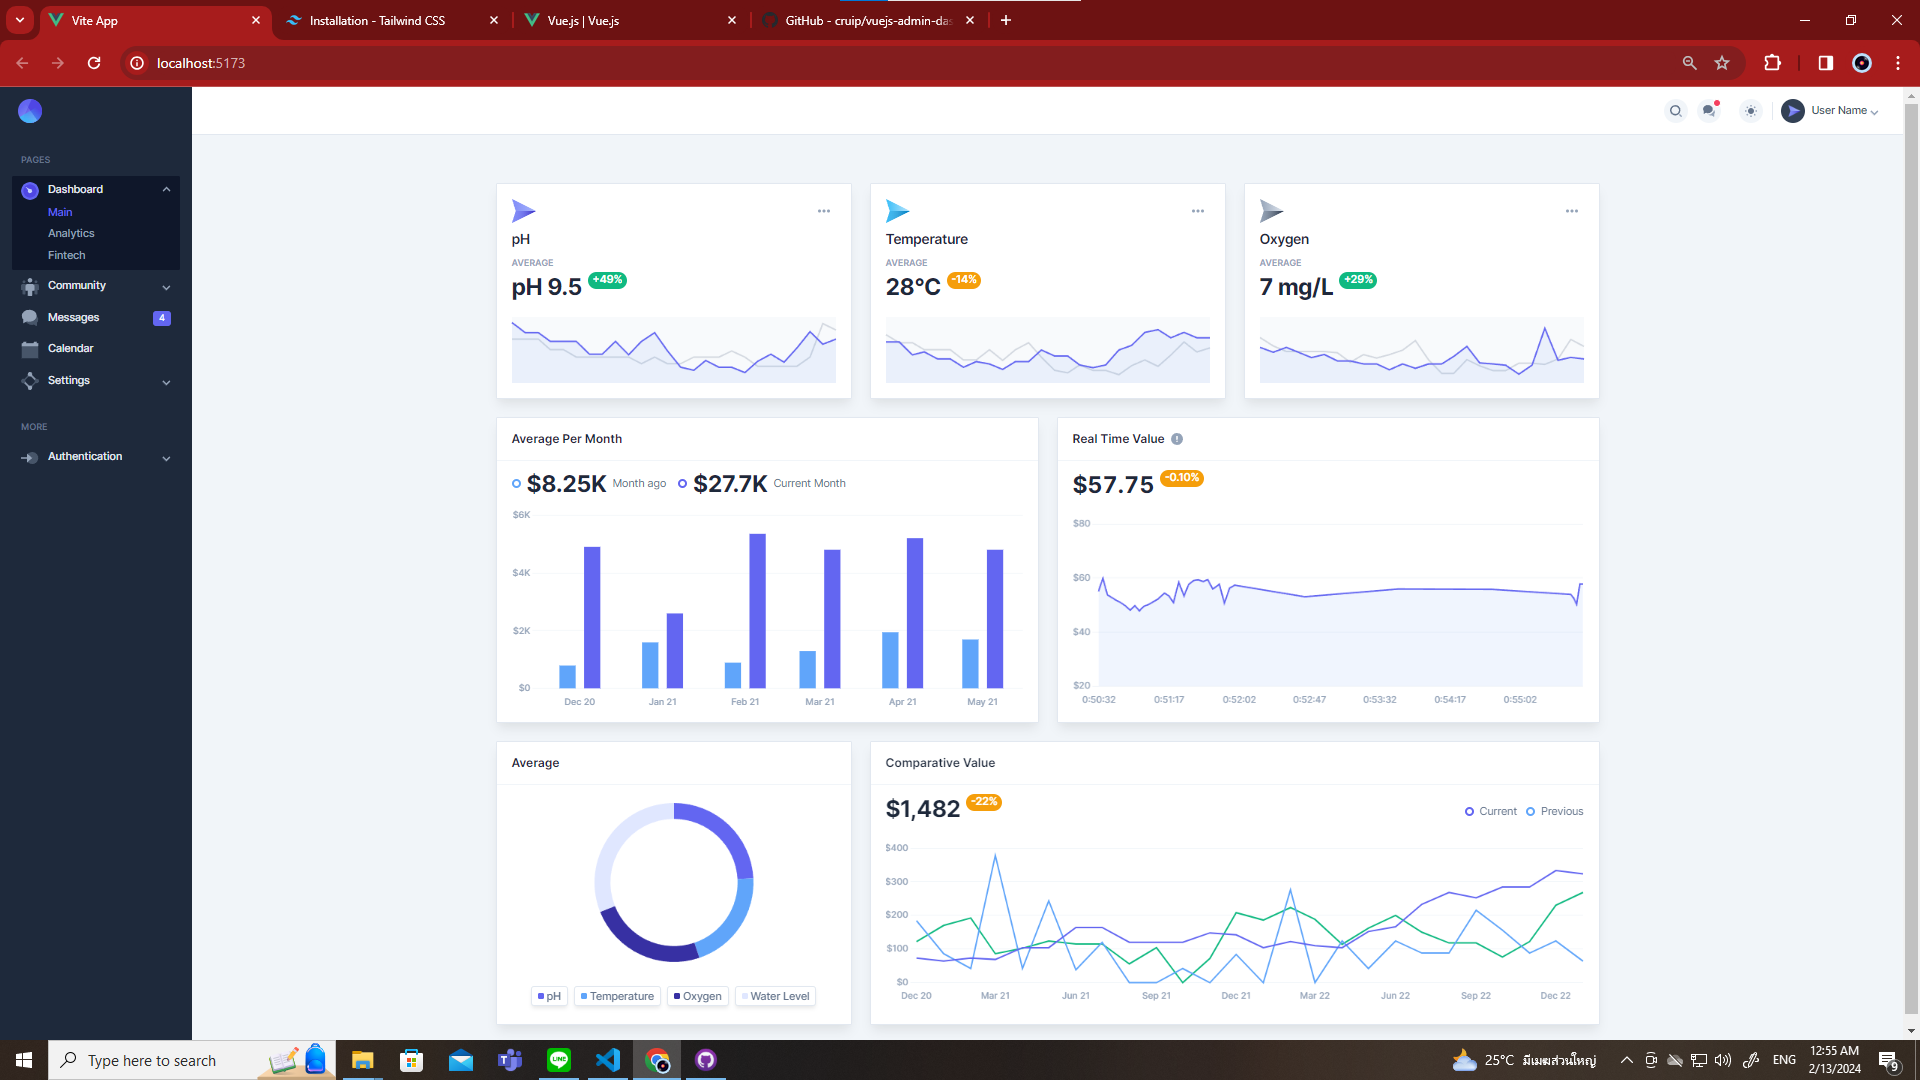 Vite App
Installation - Tailwind CSS
Vue.js | Vue.js
GitHub - cruip/vuejs-admin-das
localhost:5173
User Name
PAGES
Dashboard
Main
Analytics
Fintech
Community
Messages
4
Calendar
Settings
MORE
Authentication
pH
AVERAGE
pH 9.5 +49%
Temperature
AVERAGE
28°C -14%
Oxygen
AVERAGE
7 mg/L +29%
Average Per Month
$8.25K Month ago $27.7K Current Month
$6K
$4K
$2K
$0
Dec 20 Jan 21 Feb 21 Mar 21 Apr 21 May 21
Real Time Value
$57.75 -0.10%
$80
$60
$40
$20
0:50:32 0:51:17 0:52:02 0:52:47 0:53:32 0:54:17 0:55:02
Average
pH Temperature Oxygen Water Level
Comparative Value
$1,482 -22%
Current Previous
$400
$300
$200
$100
$0
Dec 20 Mar 21 Jun 21 Sep 21 Dec 21 Mar 22 Jun 22 Sep 22 Dec 22
Type here to search
25°C มีเมฆส่วนใหญ่
ENG
12:55 AM
2/13/2024
9